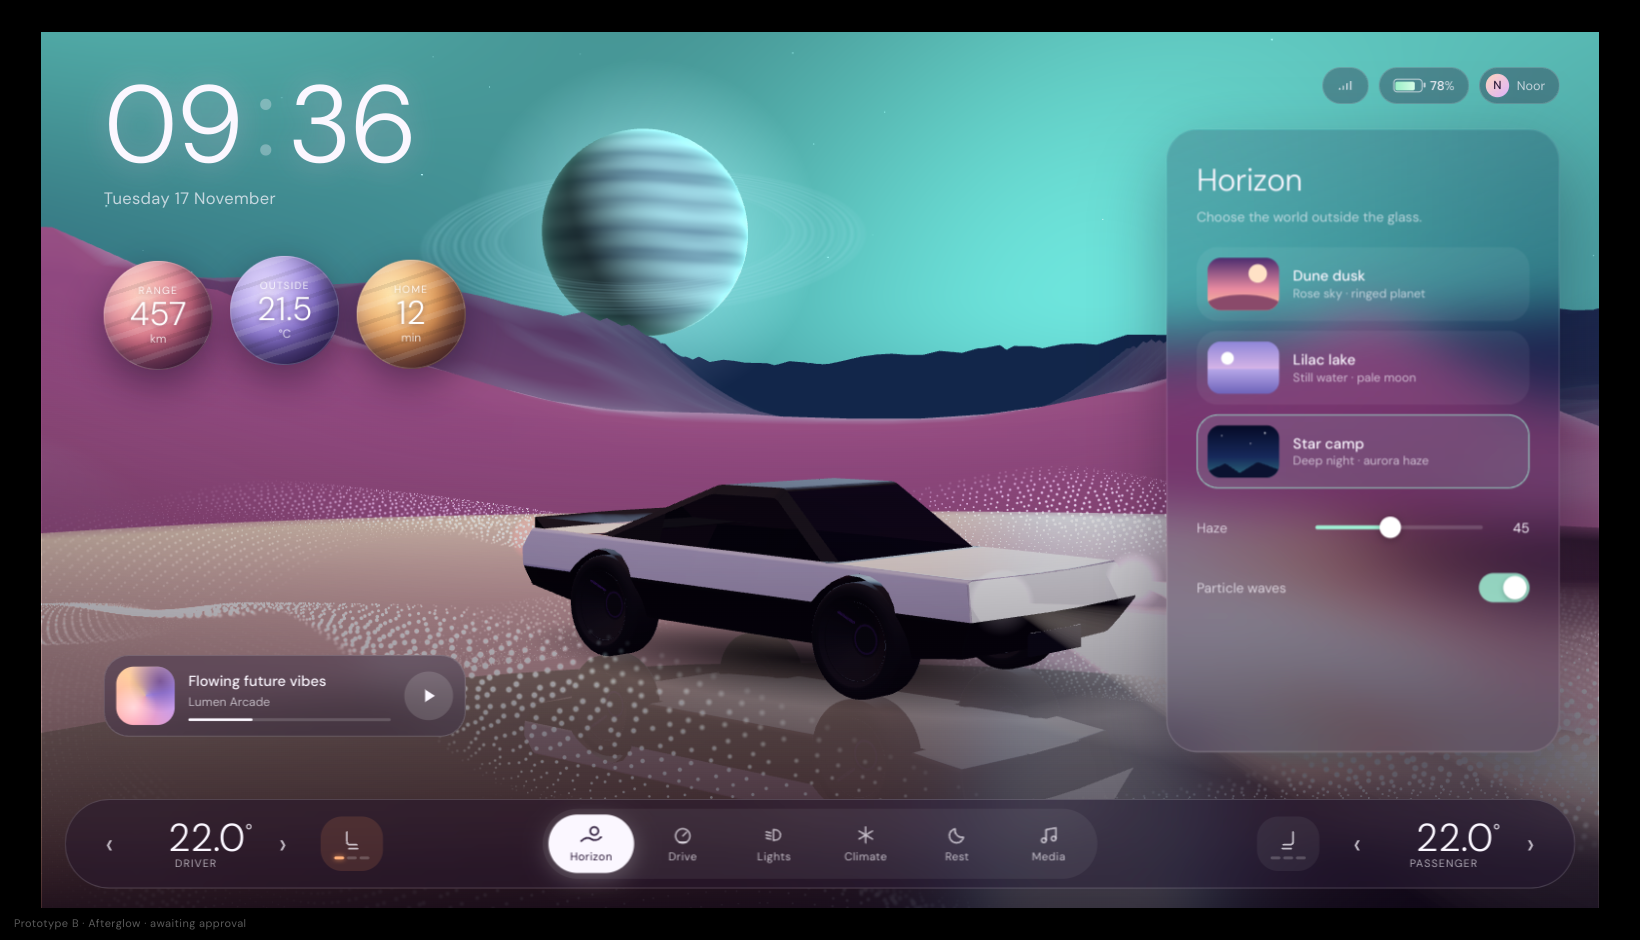 09:36
Tuesday 17 November
78%
N
Noor
RANGE
457
km
OUTSIDE
21.5
°C
HOME
12
min
Horizon
Choose the world outside the glass.
Dune dusk
Rose sky · ringed planet
Lilac lake
Still water · pale moon
Star camp
Deep night · aurora haze
Haze
45
Particle waves
Flowing future vibes
Lumen Arcade
‹ 22.0° ›
DRIVER
Horizon
Drive
Lights
Climate
Rest
Media
‹ 22.0° ›
PASSENGER
Prototype B · Afterglow · awaiting approval